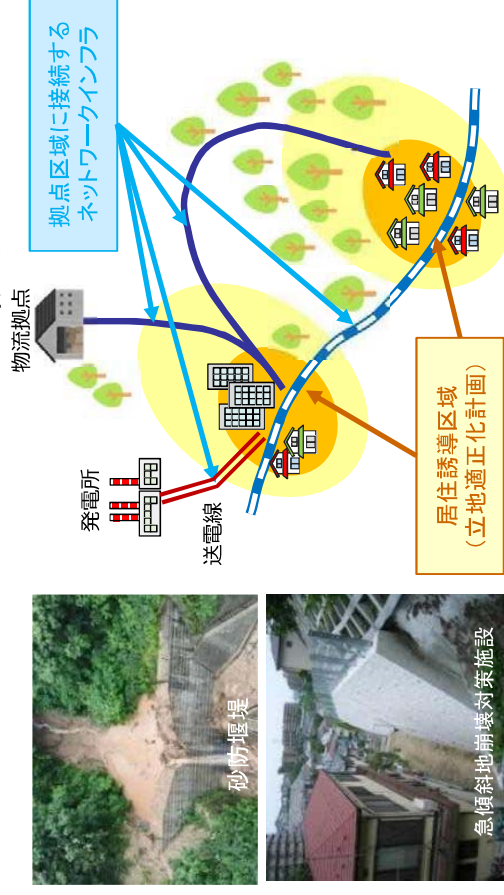 砂防堰堤
急傾斜地崩壊対策施設
発電所
送電線
物流拠点
拠点区域に接続する
ネットワークインフラ
居住誘導区域
（立地適正化計画）